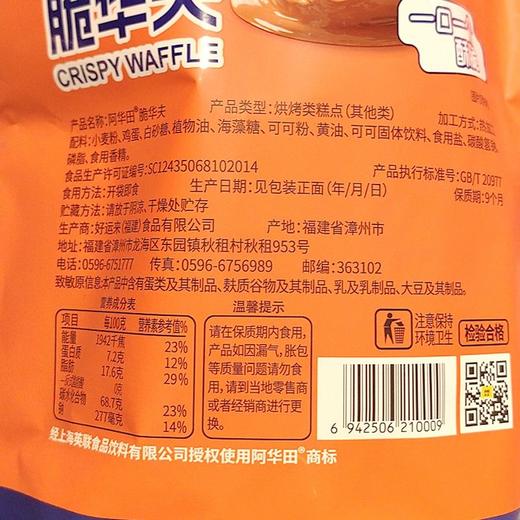 脆华夫
CRISPY WAFFLE
一口一
产品名称:阿华田®脆华夫
产品类型:烘烤类糕点(其他类)
加工方式:热加工
配料:小麦粉,鸡蛋,白砂糖,植物油,海藻糖,可可粉,黄油,可可固体饮料,食用盐,碳酸氢钠,
磷脂,食用香精。
食品生产许可证编号:SC12435068102014
产品执行标准号:GB/T 20977
食用方法:开袋即食
生产日期:见包装正面(年/月/日)
保质期:9个月
贮藏方法:请放于阴凉、干燥处贮存
生产商:好运来(福建)食品有限公司
产地:福建省漳州市
地址:福建省漳州市龙海区东园镇秋租村秋租953号
电话:0596-6751777 传真:0596-6756989 邮编:363102
致敏原信息:本产品中含有蛋类及其制品、麸质谷物及其制品、乳及乳制品、大豆及其制品。
营养成分表
项目 每100克 营养素参考值%
能量 1942千焦 23%
蛋白质 7.2克 12%
脂肪 17.6克 29%
0克
碳水化合物 68.7克 23%
钠 277毫克 14%
温馨提示
请在保质期内食用,
产品如因漏气,胀包
等质量问题请勿食
用,请到当地零售商
或者经销商进行更
换。
注意保持
环境卫生
检验合格
6 942506 210009
经上海英联食品饮料有限公司授权使用阿华田®商标